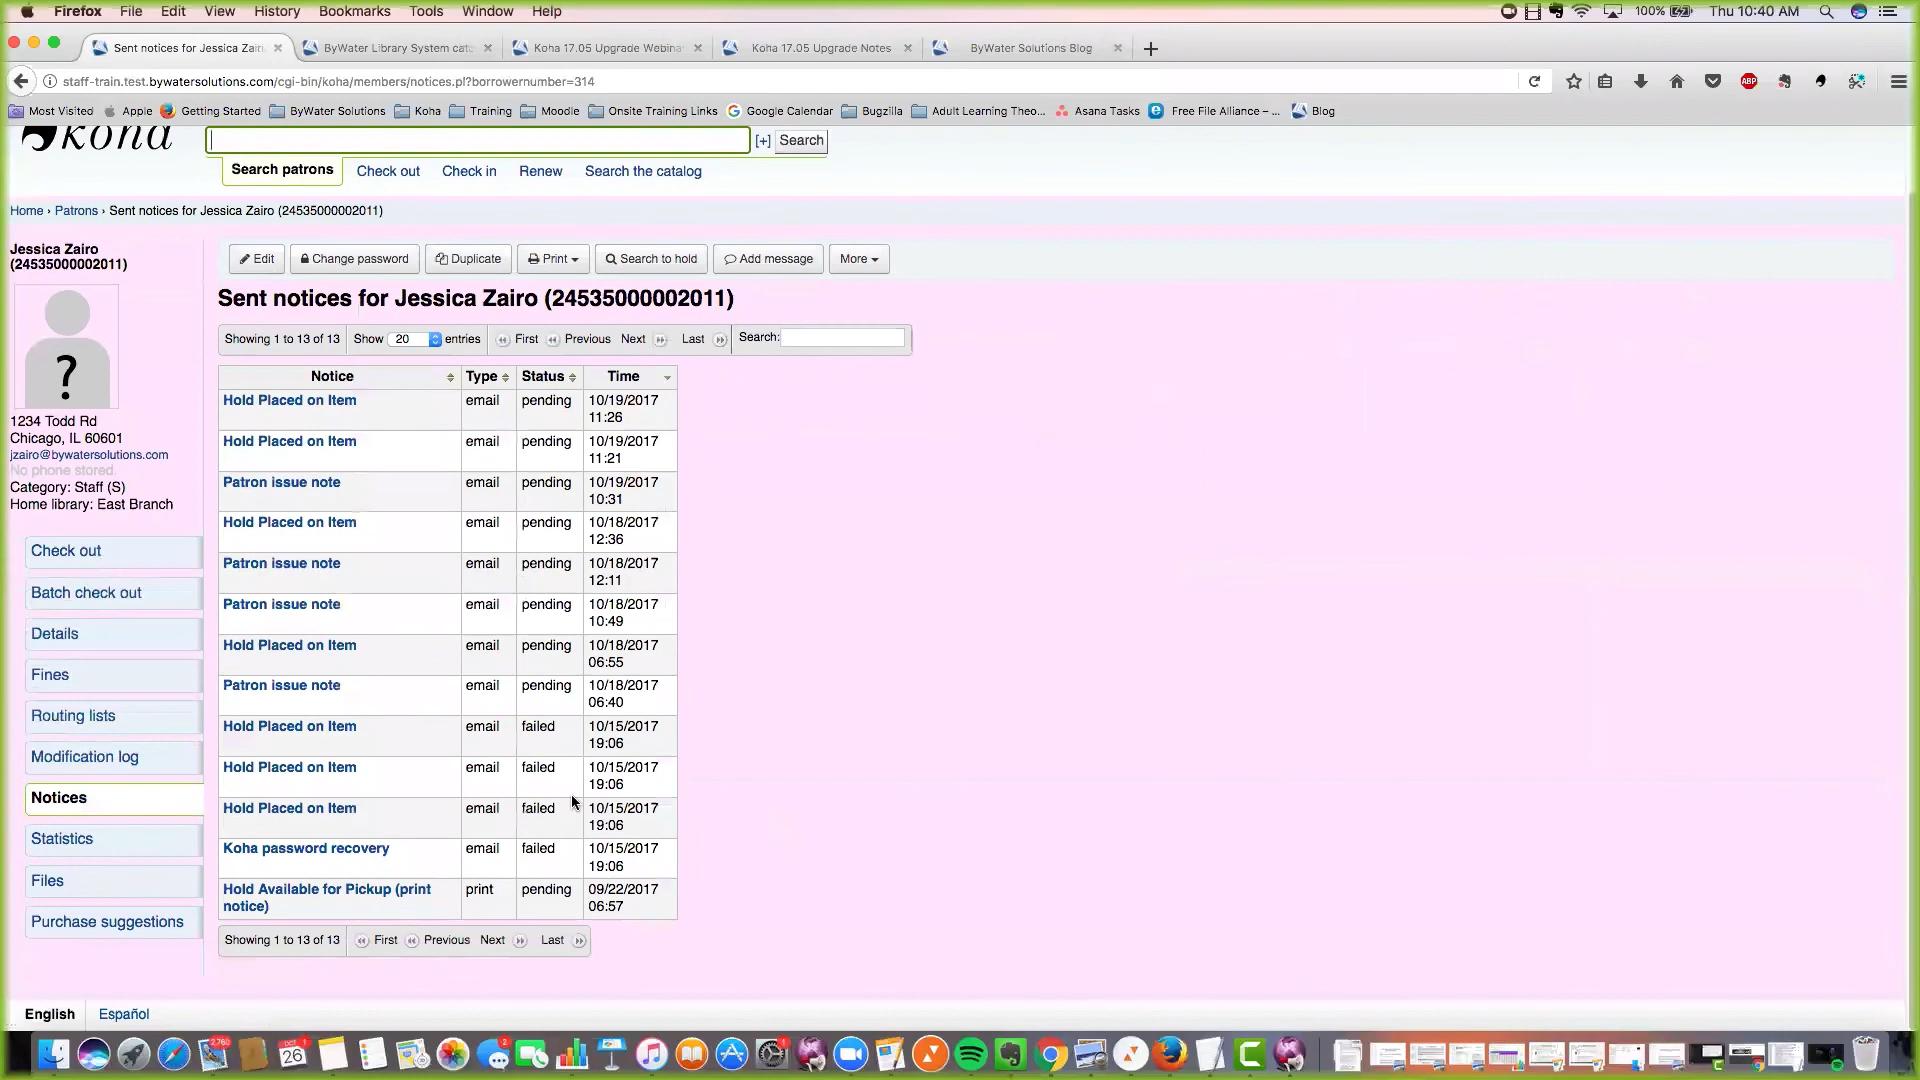 Firefox File Edit View History Bookmarks Tools Window Help
100% Thu 10:40 AM
Sent notices for Jessica Zair
ByWater Library System cat
Koha 17.05 Upgrade Webina
Koha 17.05 Upgrade Notes
ByWater Solutions Blog
staff-train.test.bywatersolutions.com/cgi-bin/koha/members/notices.pl?borrowernumber=314
ABP
Most Visited Apple Getting Started ByWater Solutions Koha Training Moodle Onsite Training Links Google Calendar Bugzilla Adult Learning Theo... Asana Tasks Free File Alliance – ... Blog
koha
[+] Search
Search patrons Check out Check in Renew Search the catalog
Home › Patrons › Sent notices for Jessica Zairo (24535000002011)
Jessica Zairo
(24535000002011)
?
1234 Todd Rd
Chicago, IL 60601
jzairo@bywatersolutions.com
No phone stored.
Category: Staff (S)
Home library: East Branch
Check out
Batch check out
Details
Fines
Routing lists
Modification log
Notices
Statistics
Files
Purchase suggestions
Edit Change password Duplicate Print Search to hold Add message More
Sent notices for Jessica Zairo (24535000002011)
Showing 1 to 13 of 13 Show 20 entries First Previous Next Last Search:
Notice Type Status Time
Hold Placed on Item email pending 10/19/2017
11:26
Hold Placed on Item email pending 10/19/2017
11:21
Patron issue note email pending 10/19/2017
10:31
Hold Placed on Item email pending 10/18/2017
12:36
Patron issue note email pending 10/18/2017
12:11
Patron issue note email pending 10/18/2017
10:49
Hold Placed on Item email pending 10/18/2017
06:55
Patron issue note email pending 10/18/2017
06:40
Hold Placed on Item email failed 10/15/2017
19:06
Hold Placed on Item email failed 10/15/2017
19:06
Hold Placed on Item email failed 10/15/2017
19:06
Koha password recovery email failed 10/15/2017
19:06
Hold Available for Pickup (print print pending 09/22/2017
notice) 06:57
Showing 1 to 13 of 13 First Previous Next Last
English Español
2,760
OCT
26
2
1